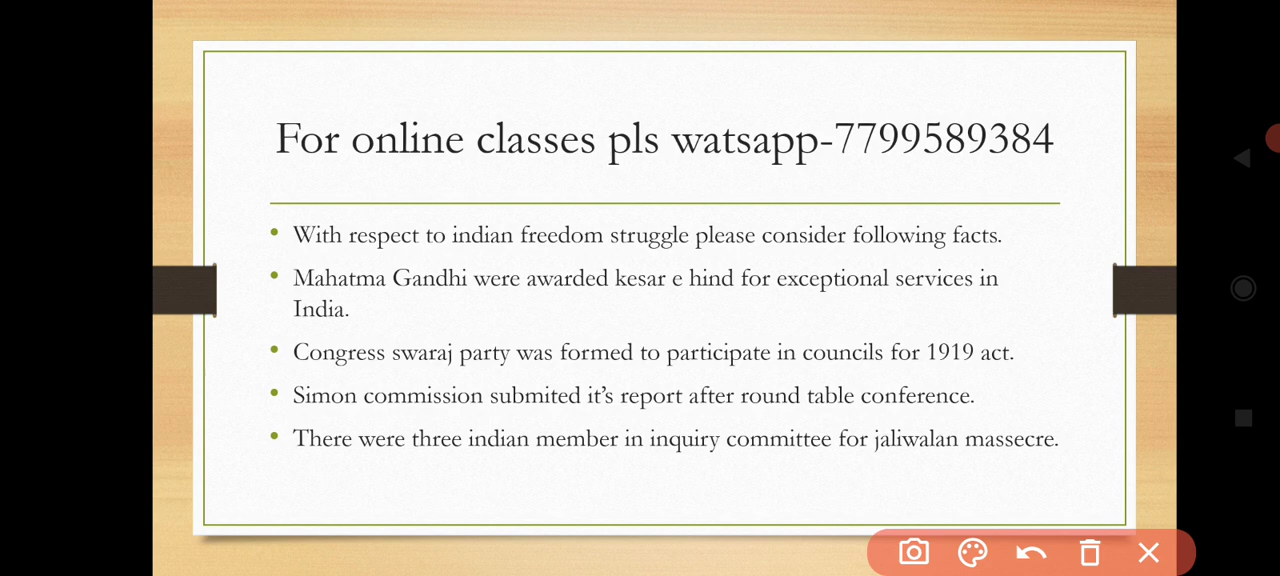 For online classes pls watsapp-7799589384
With respect to indian freedom struggle please consider following facts.
Mahatma Gandhi were awarded kesar e hind for exceptional services in
India.
Congress swaraj party was formed to participate in councils for 1919 act.
Simon commission submited it's report after round table conference.
There were three indian member in inquiry committee for jaliwalan massecre.